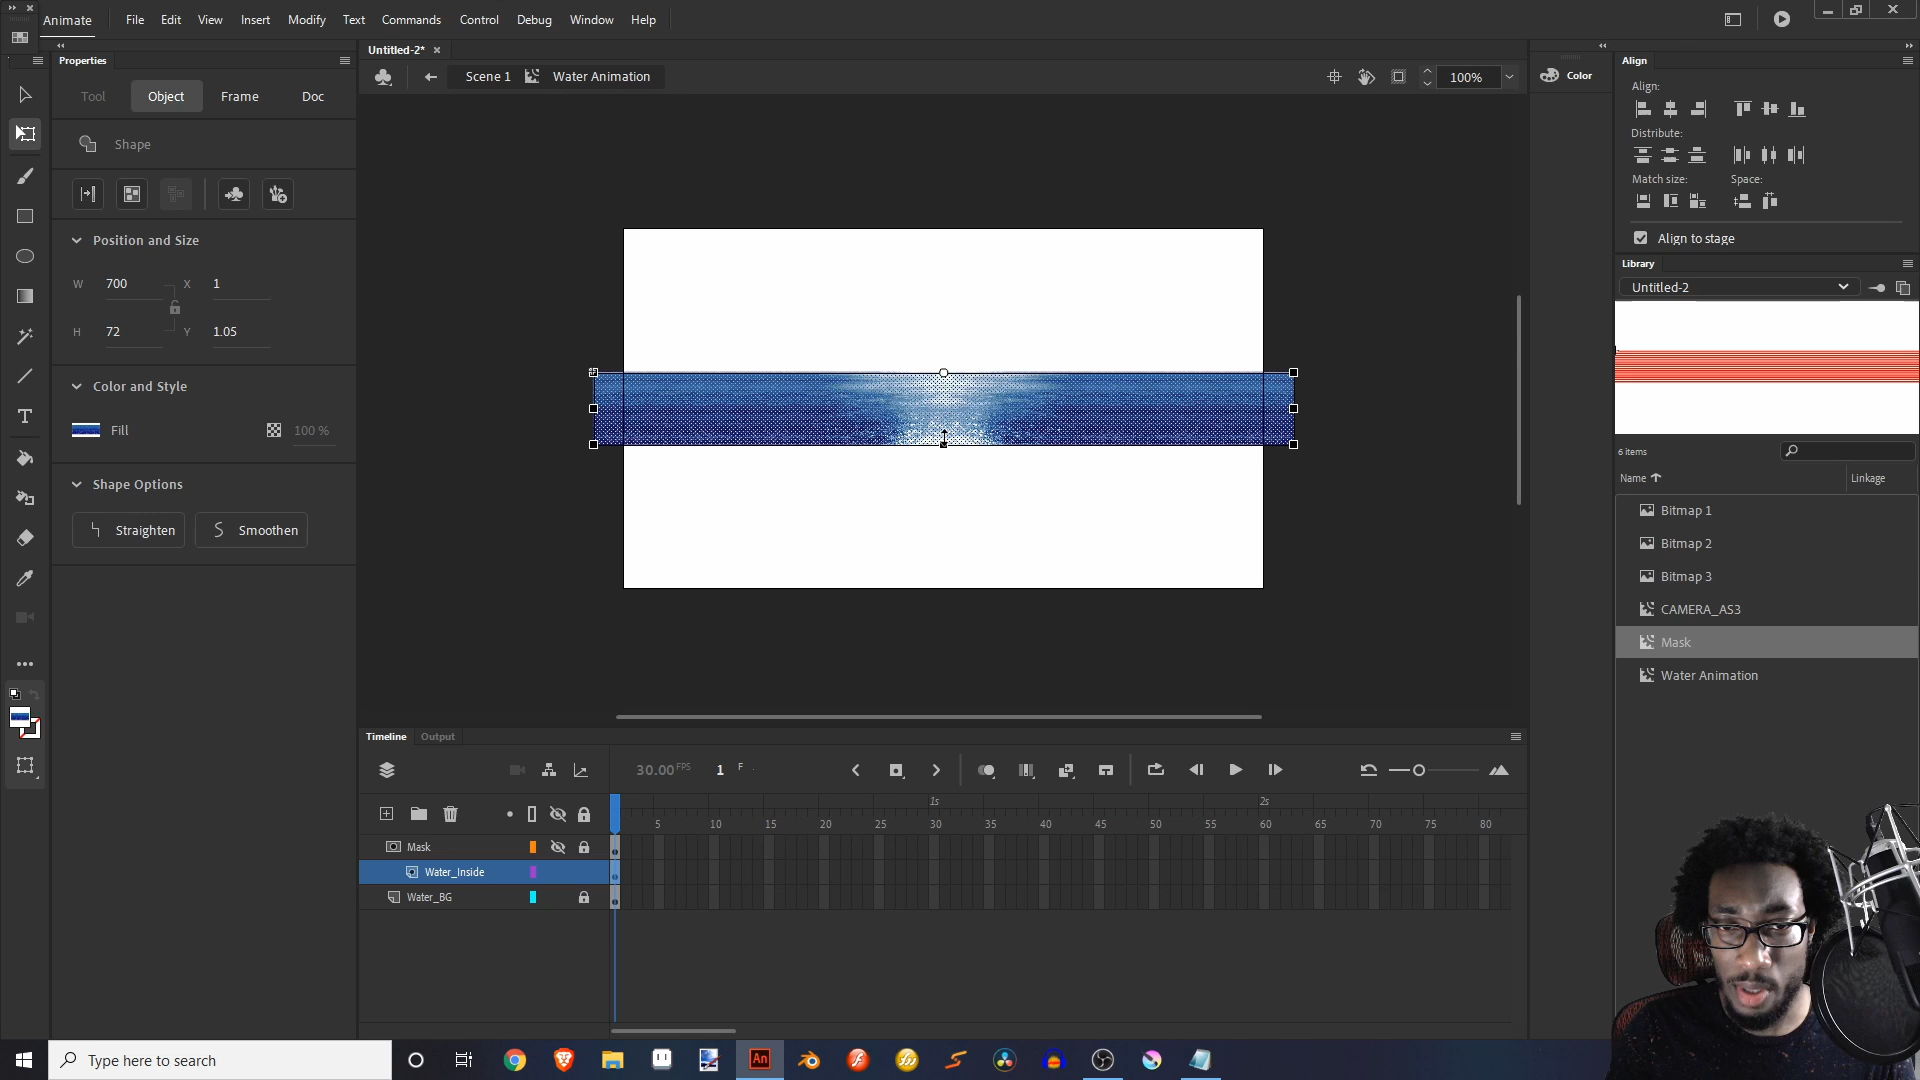 Animate
File Edit View Insert Modify Text Commands Control Debug Window Help
Properties
Untitled-2*
Scene 1 Water Animation
100%
Color
Align
Tool Object Frame Doc
Align:
Shape
Distribute:
Match size:
Space:
Position and Size
Align to stage
Library
W 700 X 1
Untitled-2
H 72 Y 1.05
Color and Style
Fill
100 %
6 items
Name
Linkage
Shape Options
Straighten
Smoothen
Bitmap 1
Bitmap 2
Bitmap 3
CAMERA_AS3
Mask
Water Animation
Timeline Output
30.00 FPS 1 F
1s 2s
5 10 15 20 25 30 35 40 45 50 55 60 65 70 75 80
Mask
Water_Inside
Water_BG
Type here to search
An